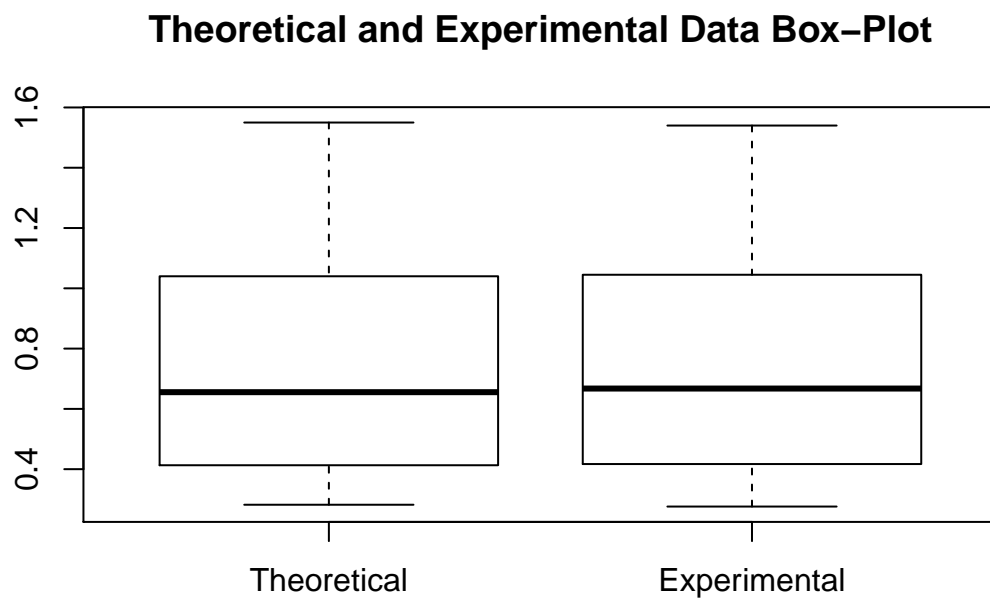 Theoretical and Experimental Data Box−Plot
1.6
1.2
0.8
0.4
Theoretical Experimental